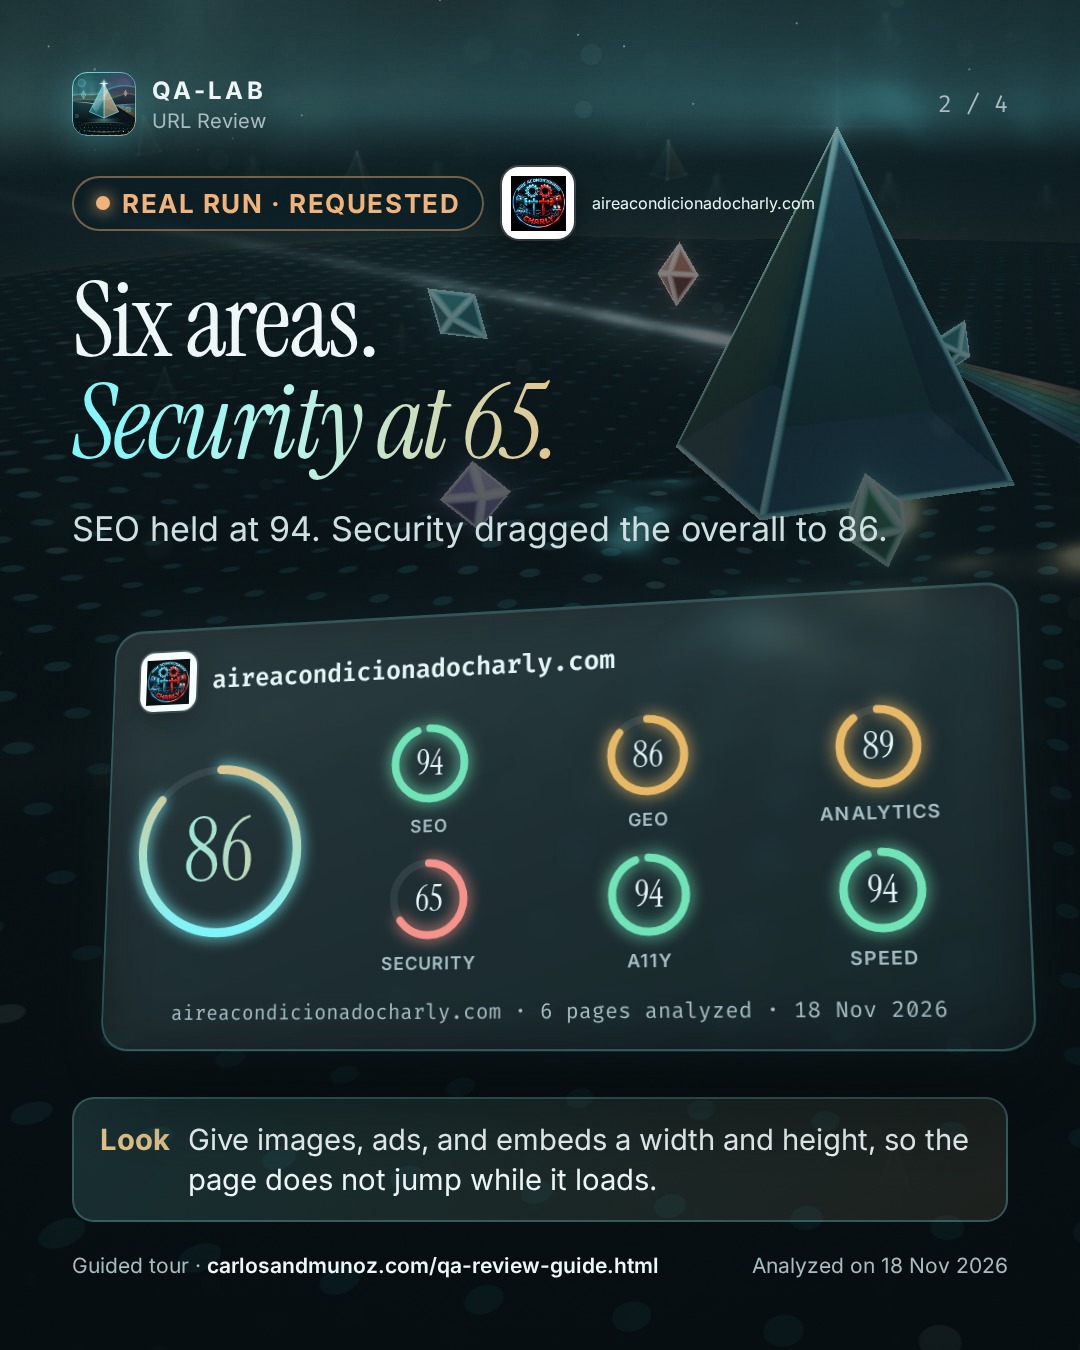 QA-LAB
URL Review
2 / 4
REAL RUN · REQUESTED
CHARLY
aireacondicionadocharly.com
Six areas.
Security at 65.
SEO held at 94. Security dragged the overall to 86.
CHARLY
aireacondicionadocharly.com
86
94
SEO
86
GEO
89
ANALYTICS
65
SECURITY
94
A11Y
94
SPEED
aireacondicionadocharly.com · 6 pages analyzed · 18 Nov 2026
Look Give images, ads, and embeds a width and height, so the
page does not jump while it loads.
Guided tour · carlosandmunoz.com/qa-review-guide.html
Analyzed on 18 Nov 2026